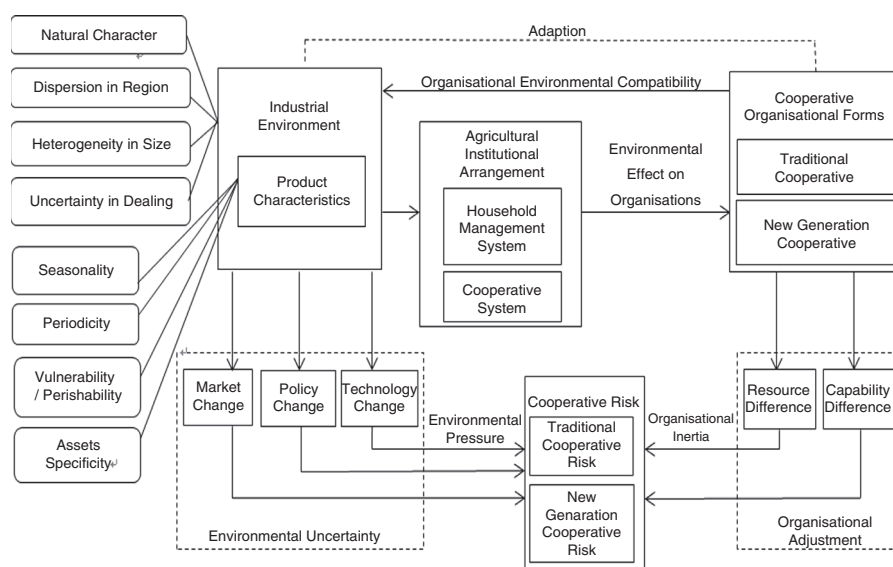 Natural Character
Dispersion in Region
Heterogeneity in Size
Uncertainty in Dealing
Seasonality
Periodicity
Vulnerability
/ Perishability
Assets
Specificity
Adaption
Organisational Environmental Compatibility
Industrial
Environment
Product
Characteristics
Agricultural
Institutional
Arrangement
Household
Management
System
Cooperative
System
Environmental
Effect on
Organisations
Cooperative
Organisational Forms
Traditional
Cooperative
New Generation
Cooperative
Market
Change
Policy
Change
Technology
Change
Environmental Uncertainty
Environmental
Pressure
Cooperative Risk
Traditional
Cooperative
Risk
New
Genaration
Cooperative
Risk
Organisational
Inertia
Resource
Difference
Capability
Difference
Organisational
Adjustment